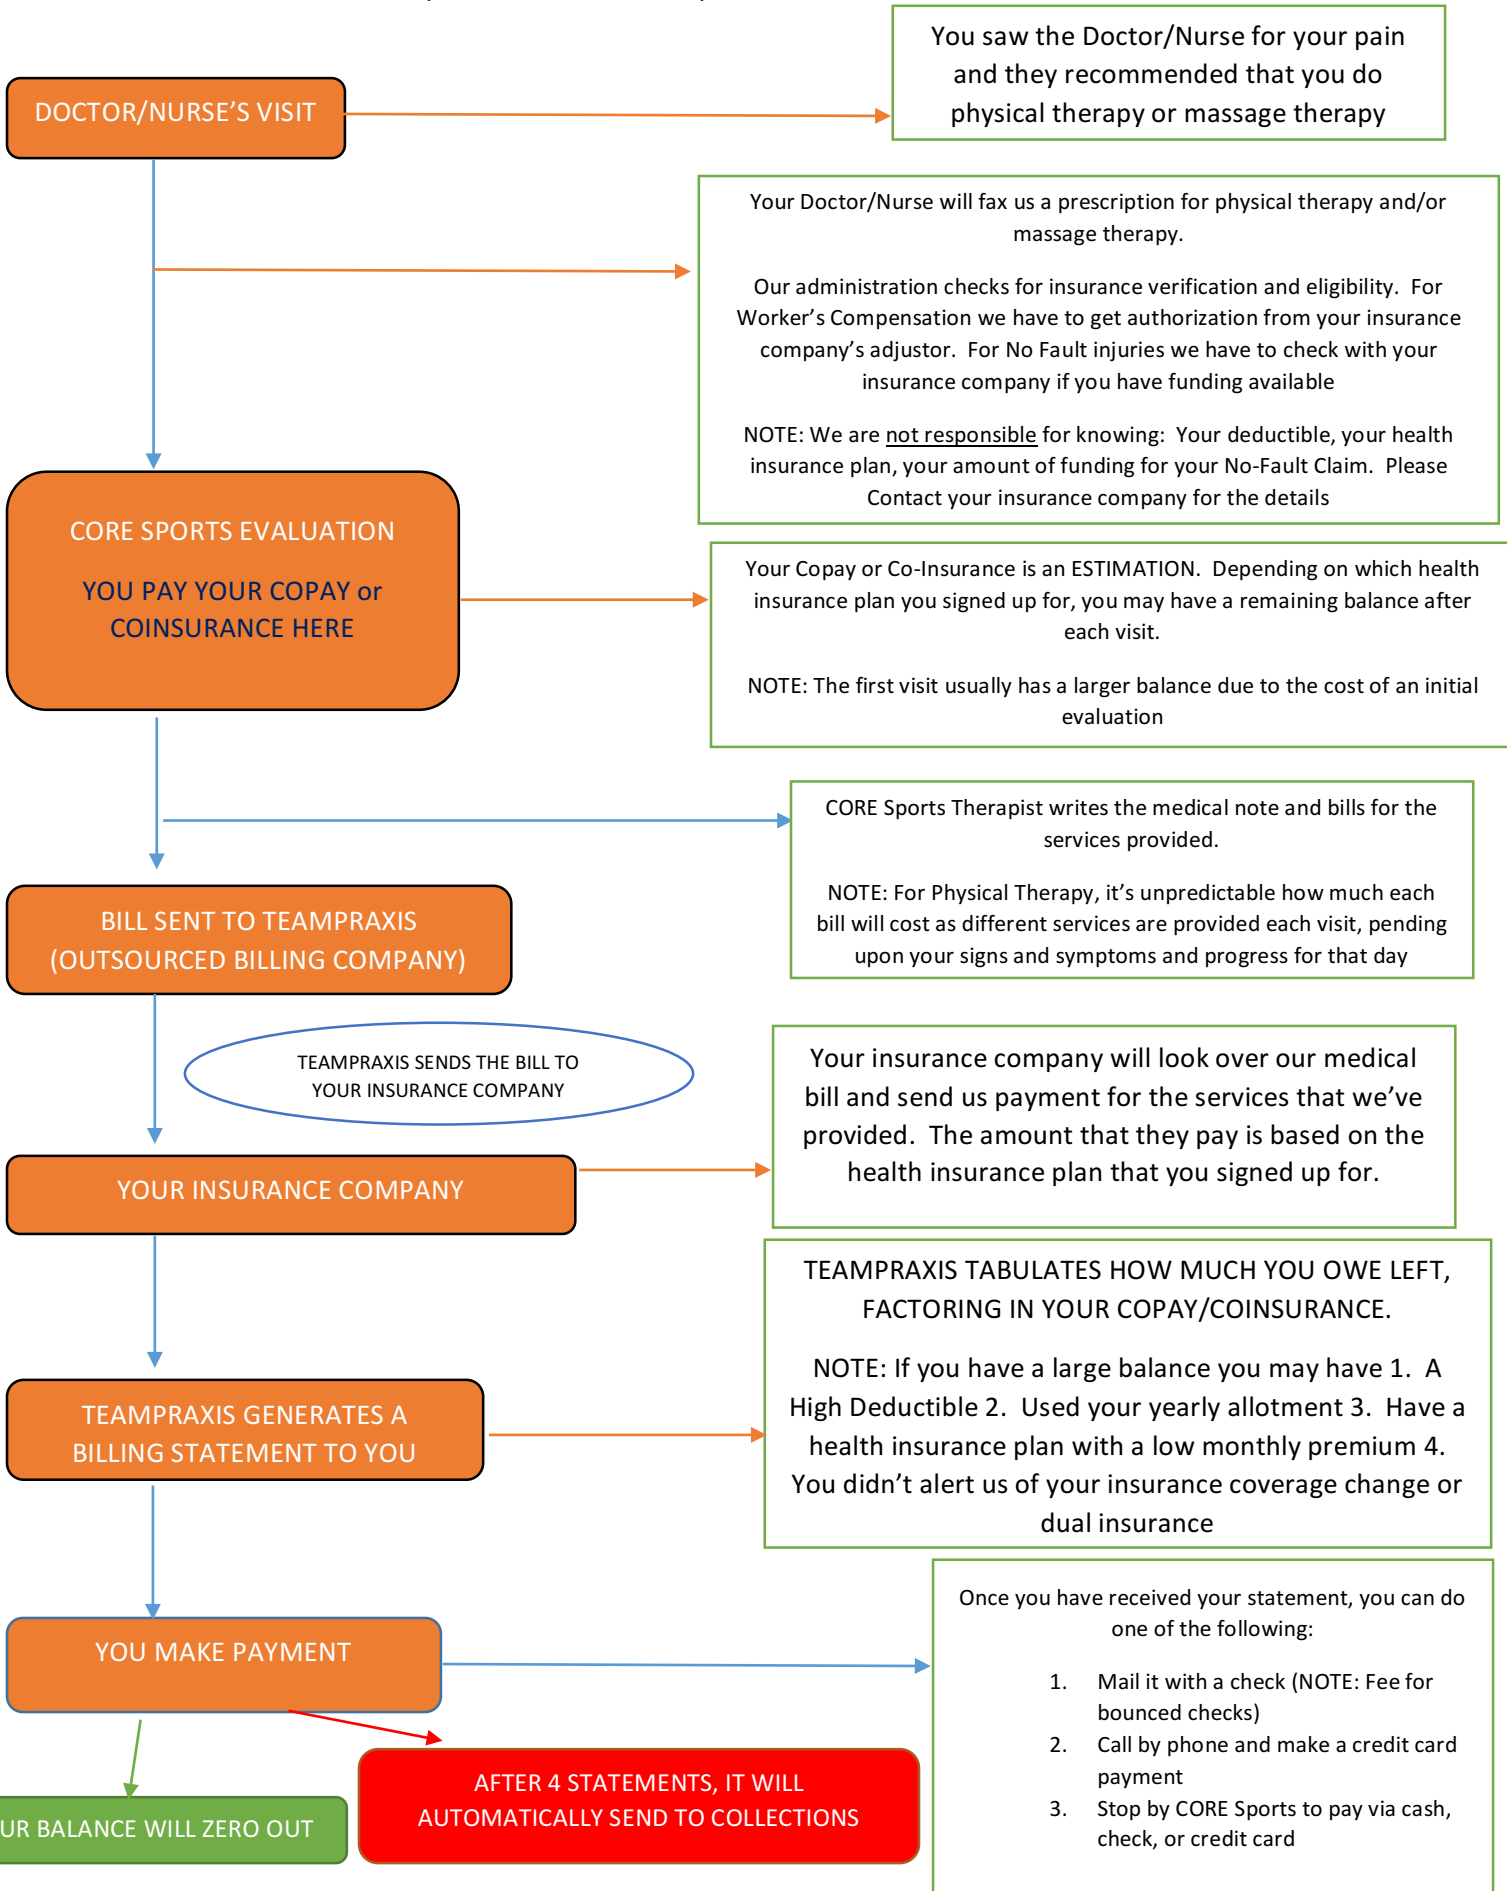 DOCTOR/NURSE’S VISIT
You saw the Doctor/Nurse for your pain
and they recommended that you do
physical therapy or massage therapy
Your Doctor/Nurse will fax us a prescription for physical therapy and/or
massage therapy.
Our administration checks for insurance verification and eligibility.  For
Worker’s Compensation we have to get authorization from your insurance
company’s adjustor.  For No Fault injuries we have to check with your
insurance company if you have funding available
NOTE: We are not responsible for knowing:  Your deductible, your health
insurance plan, your amount of funding for your No-Fault Claim.  Please
Contact your insurance company for the details
CORE SPORTS EVALUATION
YOU PAY YOUR COPAY or
COINSURANCE HERE
Your Copay or Co-Insurance is an ESTIMATION.  Depending on which health
insurance plan you signed up for, you may have a remaining balance after
each visit.
NOTE: The first visit usually has a larger balance due to the cost of an initial
evaluation
CORE Sports Therapist writes the medical note and bills for the
services provided.
NOTE: For Physical Therapy, it’s unpredictable how much each
bill will cost as different services are provided each visit, pending
upon your signs and symptoms and progress for that day
BILL SENT TO TEAMPRAXIS
(OUTSOURCED BILLING COMPANY)
TEAMPRAXIS SENDS THE BILL TO
YOUR INSURANCE COMPANY
Your insurance company will look over our medical
bill and send us payment for the services that we’ve
provided.  The amount that they pay is based on the
health insurance plan that you signed up for.
YOUR INSURANCE COMPANY
TEAMPRAXIS TABULATES HOW MUCH YOU OWE LEFT,
FACTORING IN YOUR COPAY/COINSURANCE.
NOTE: If you have a large balance you may have 1.  A
High Deductible 2.  Used your yearly allotment 3.  Have a
health insurance plan with a low monthly premium 4.
You didn’t alert us of your insurance coverage change or
dual insurance
TEAMPRAXIS GENERATES A
BILLING STATEMENT TO YOU
YOU MAKE PAYMENT
Once you have received your statement, you can do
one of the following:
1. Mail it with a check (NOTE: Fee for
bounced checks)
2. Call by phone and make a credit card
payment
3. Stop by CORE Sports to pay via cash,
check, or credit card
AFTER 4 STATEMENTS, IT WILL
AUTOMATICALLY SEND TO COLLECTIONS
UR BALANCE WILL ZERO OUT